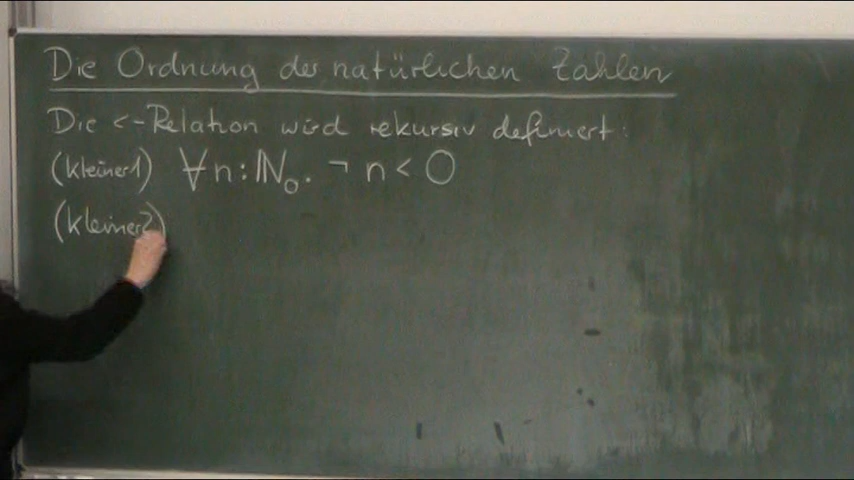 Die Ordnung der natürlichen Zahlen
Die <-Relation wird rekursiv definiert:
(kleiner1) ∀n:ℕ₀. ¬ n < 0
(kleiner2)